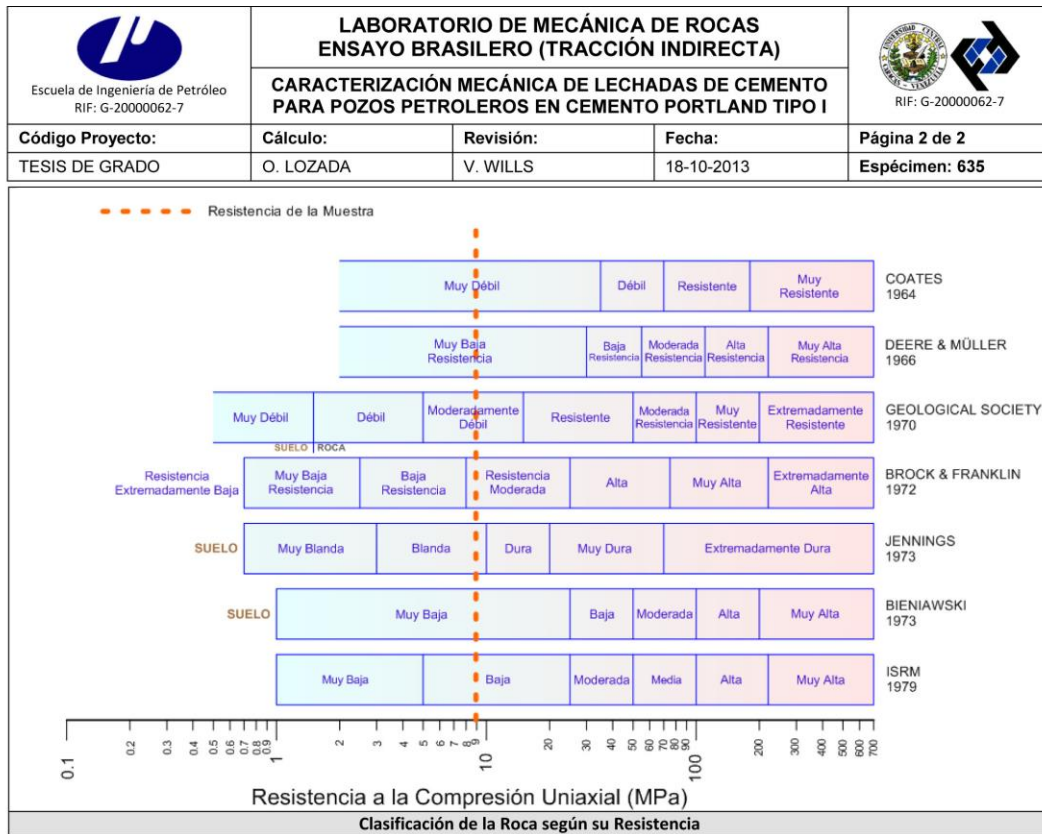 Escuela de Ingeniería de Petróleo
RIF: G-20000062-7
LABORATORIO DE MECÁNICA DE ROCAS
ENSAYO BRASILERO (TRACCIÓN INDIRECTA)
CARACTERIZACIÓN MECÁNICA DE LECHADAS DE CEMENTO
PARA POZOS PETROLEROS EN CEMENTO PORTLAND TIPO I
UNIVERSIDAD CENTRAL
VENEZUELA
RIF: G-20000062-7
Código Proyecto: Cálculo: Revisión: Fecha: Página 2 de 2
TESIS DE GRADO O. LOZADA V. WILLS 18-10-2013 Espécimen: 635
Resistencia de la Muestra
Muy Débil Débil Resistente Muy
Resistente
COATES
1964
Muy Baja
Resistencia
Baja
Resistencia
Moderada
Resistencia
Alta
Resistencia
Muy Alta
Resistencia
DEERE & MÜLLER
1966
Muy Débil Débil Moderadamente
Débil
Resistente
Moderada
Resistencia
Muy
Resistente
Extremadamente
Resistente
GEOLOGICAL SOCIETY
1970
SUELO ROCA
Resistencia
Extremadamente Baja
Muy Baja
Resistencia
Baja
Resistencia
Resistencia
Moderada
Alta Muy Alta Extremadamente
Alta
BROCK & FRANKLIN
1972
SUELO Muy Blanda Blanda Dura Muy Dura Extremadamente Dura
JENNINGS
1973
SUELO Muy Baja Baja Moderada Alta Muy Alta
BIENIAWSKI
1973
Muy Baja Baja Moderada Media Alta Muy Alta
ISRM
1979
0.1 0.2 0.3 0.4 0.5 0.6 0.7 0.8 0.9 1 2 3 4 5 6 7 8 9 10 20 30 40 50 60 70 80 90 100 200 300 400 500 600 700
Resistencia a la Compresión Uniaxial (MPa)
Clasificación de la Roca según su Resistencia